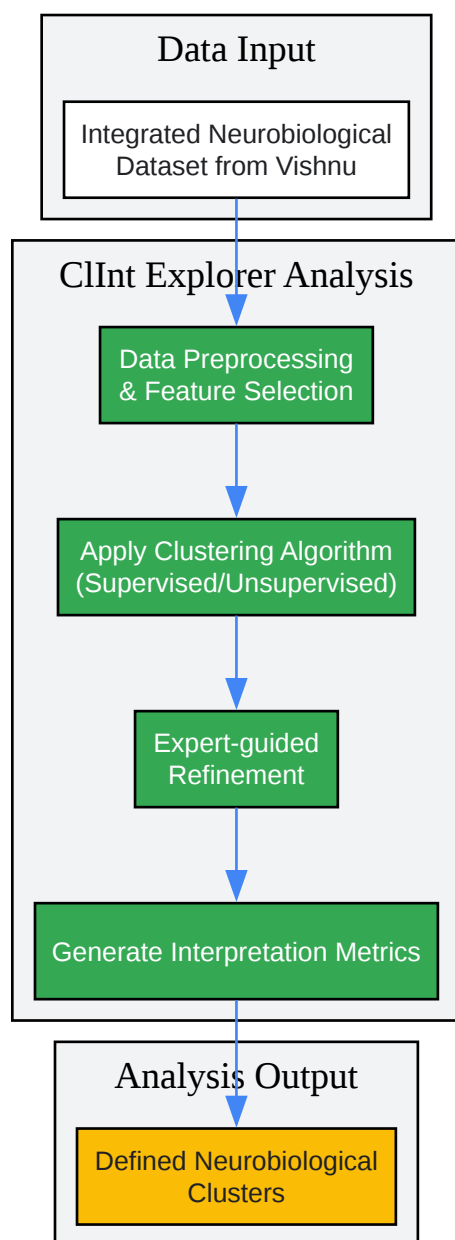 Data Input
Integrated Neurobiological
Dataset from Vishnu
ClInt Explorer Analysis
Data Preprocessing
& Feature Selection
Apply Clustering Algorithm
(Supervised/Unsupervised)
Expert-guided
Refinement
Generate Interpretation Metrics
Analysis Output
Defined Neurobiological
Clusters